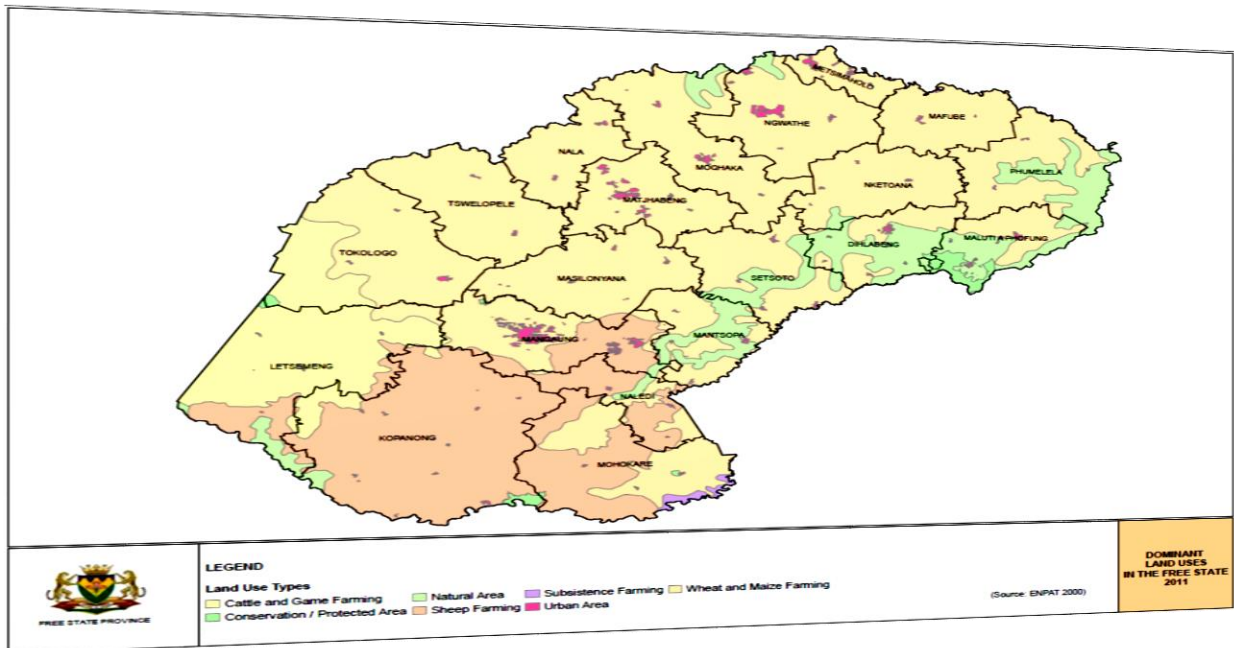 METSIMAHOLO
MAFUBE
NGWATHE
NALA
MOQHAKA
PHUMELELA
NKETOANA
TSWELOPELE
MATJHABENG
TOKOLOGO
DIHLABENG
MALUTI A PHOFUNG
MASILONYANA
SETSOTO
MANTSOPA
MANGAUNG
LETSEMENG
NALEDI
KOPANONG
MOHOKARE
FREE STATE PROVINCE
LEGEND
Land Use Types
Cattle and Game Farming
Natural Area
Subsistence Farming
Wheat and Maize Farming
Conservation / Protected Area
Sheep Farming
Urban Area
(Source: ENPAT 2000)
DOMINANT
LAND USES
IN THE FREE STATE
2011